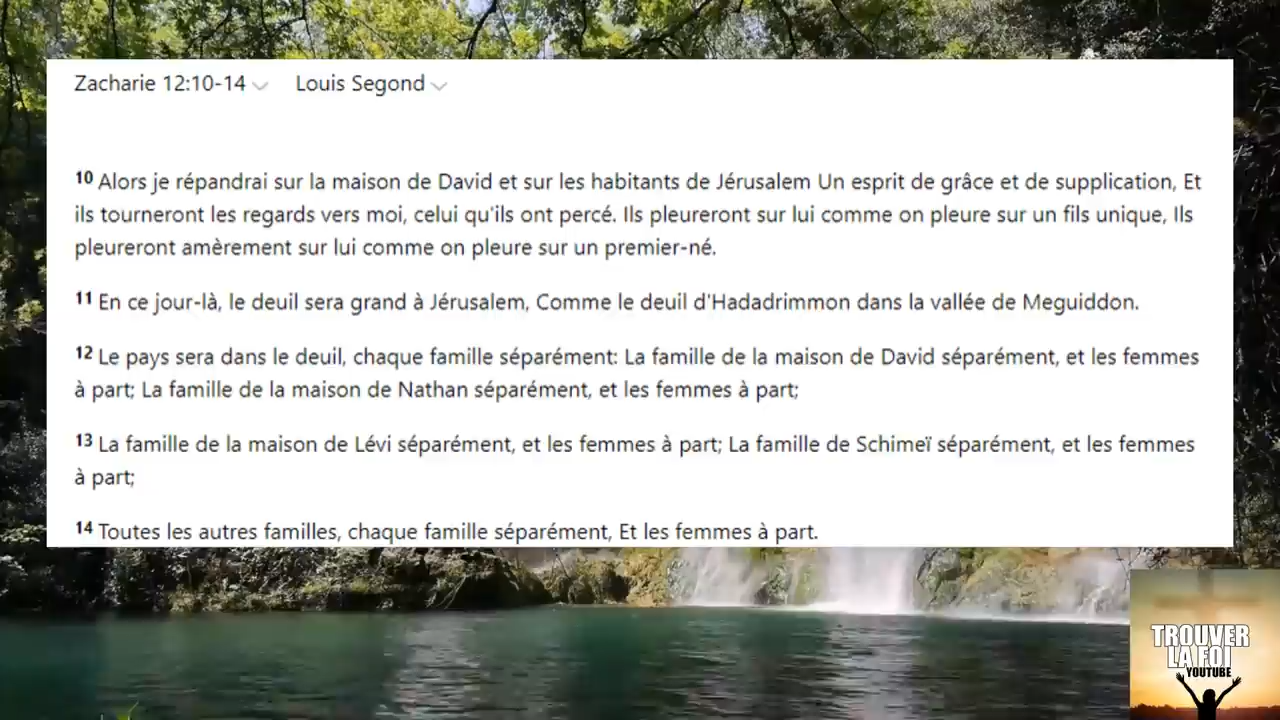 Zacharie 12:10-14 Louis Segond
10 Alors je répandrai sur la maison de David et sur les habitants de Jérusalem Un esprit de grâce et de supplication, Et
ils tourneront les regards vers moi, celui qu'ils ont percé. Ils pleureront sur lui comme on pleure sur un fils unique, Ils
pleureront amèrement sur lui comme on pleure sur un premier-né.
11 En ce jour-là, le deuil sera grand à Jérusalem, Comme le deuil d'Hadadrimmon dans la vallée de Meguiddon.
12 Le pays sera dans le deuil, chaque famille séparément: La famille de la maison de David séparément, et les femmes
à part; La famille de la maison de Nathan séparément, et les femmes à part;
13 La famille de la maison de Lévi séparément, et les femmes à part; La famille de Schimeï séparément, et les femmes
à part;
14 Toutes les autres familles, chaque famille séparément, Et les femmes à part.
TROUVER
LA FOI
YOUTUBE